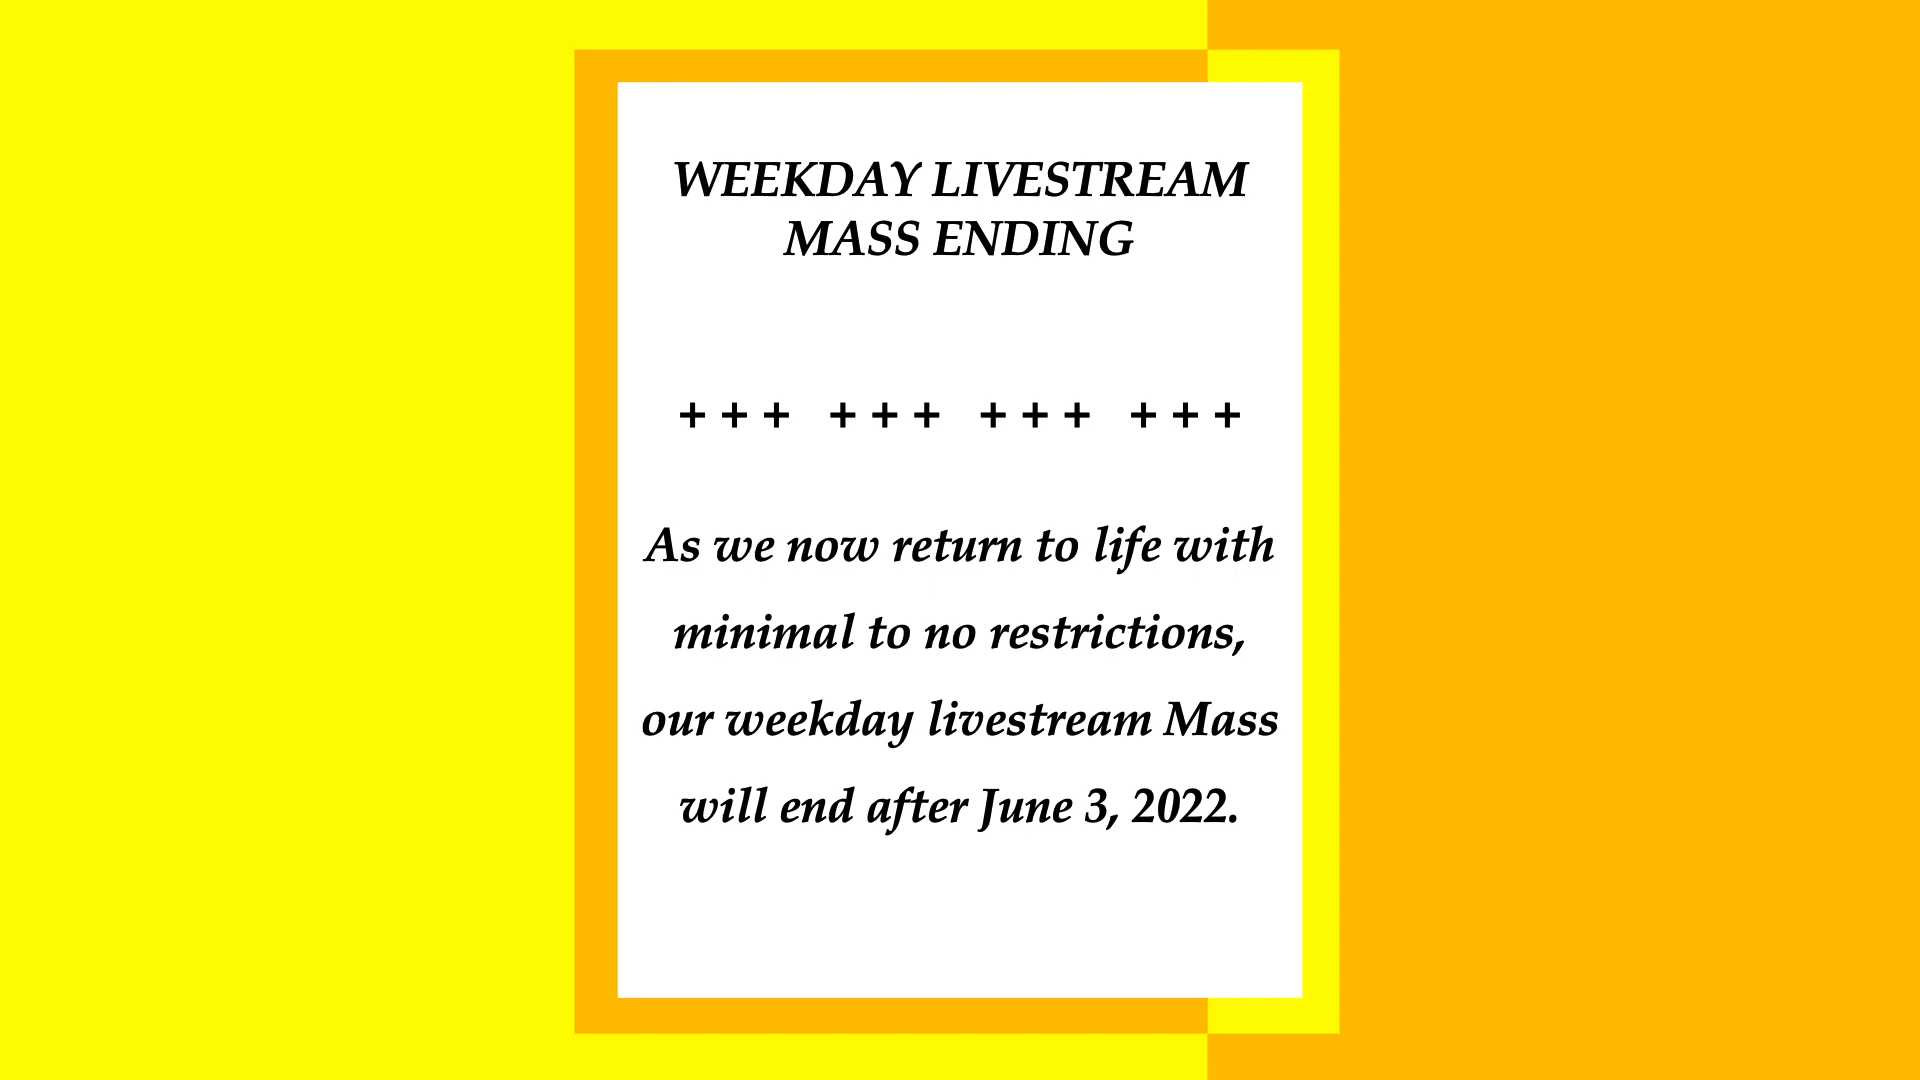 WEEKDAY LIVESTREAM
MASS ENDING
+ + +  + + +  + + +  + + +
As we now return to life with
minimal to no restrictions,
our weekday livestream Mass
will end after June 3, 2022.